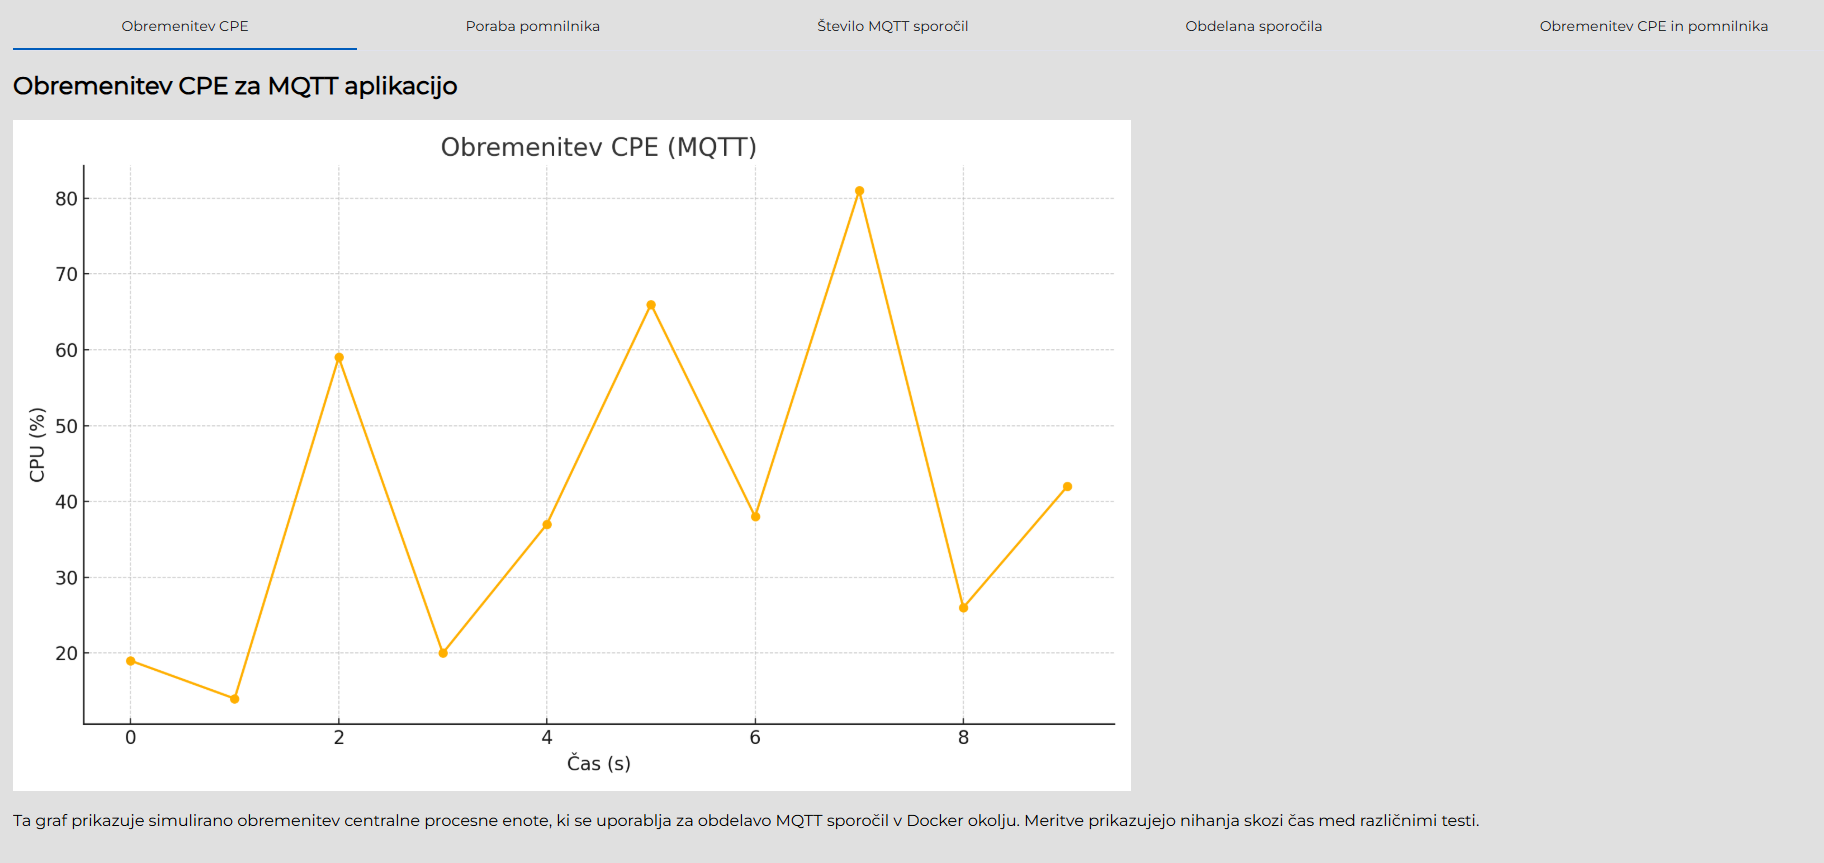 Obremenitev CPE
Poraba pomnilnika
Število MQTT sporočil
Obdelana sporočila
Obremenitev CPE in pomnilnika
Obremenitev CPE za MQTT aplikacijo
Obremenitev CPE (MQTT)
80
70
60
50
40
30
20
CPU (%)
0
2
4
6
8
Čas (s)
Ta graf prikazuje simulirano obremenitev centralne procesne enote, ki se uporablja za obdelavo MQTT sporočil v Docker okolju. Meritve prikazujejo nihanja skozi čas med različnimi testi.